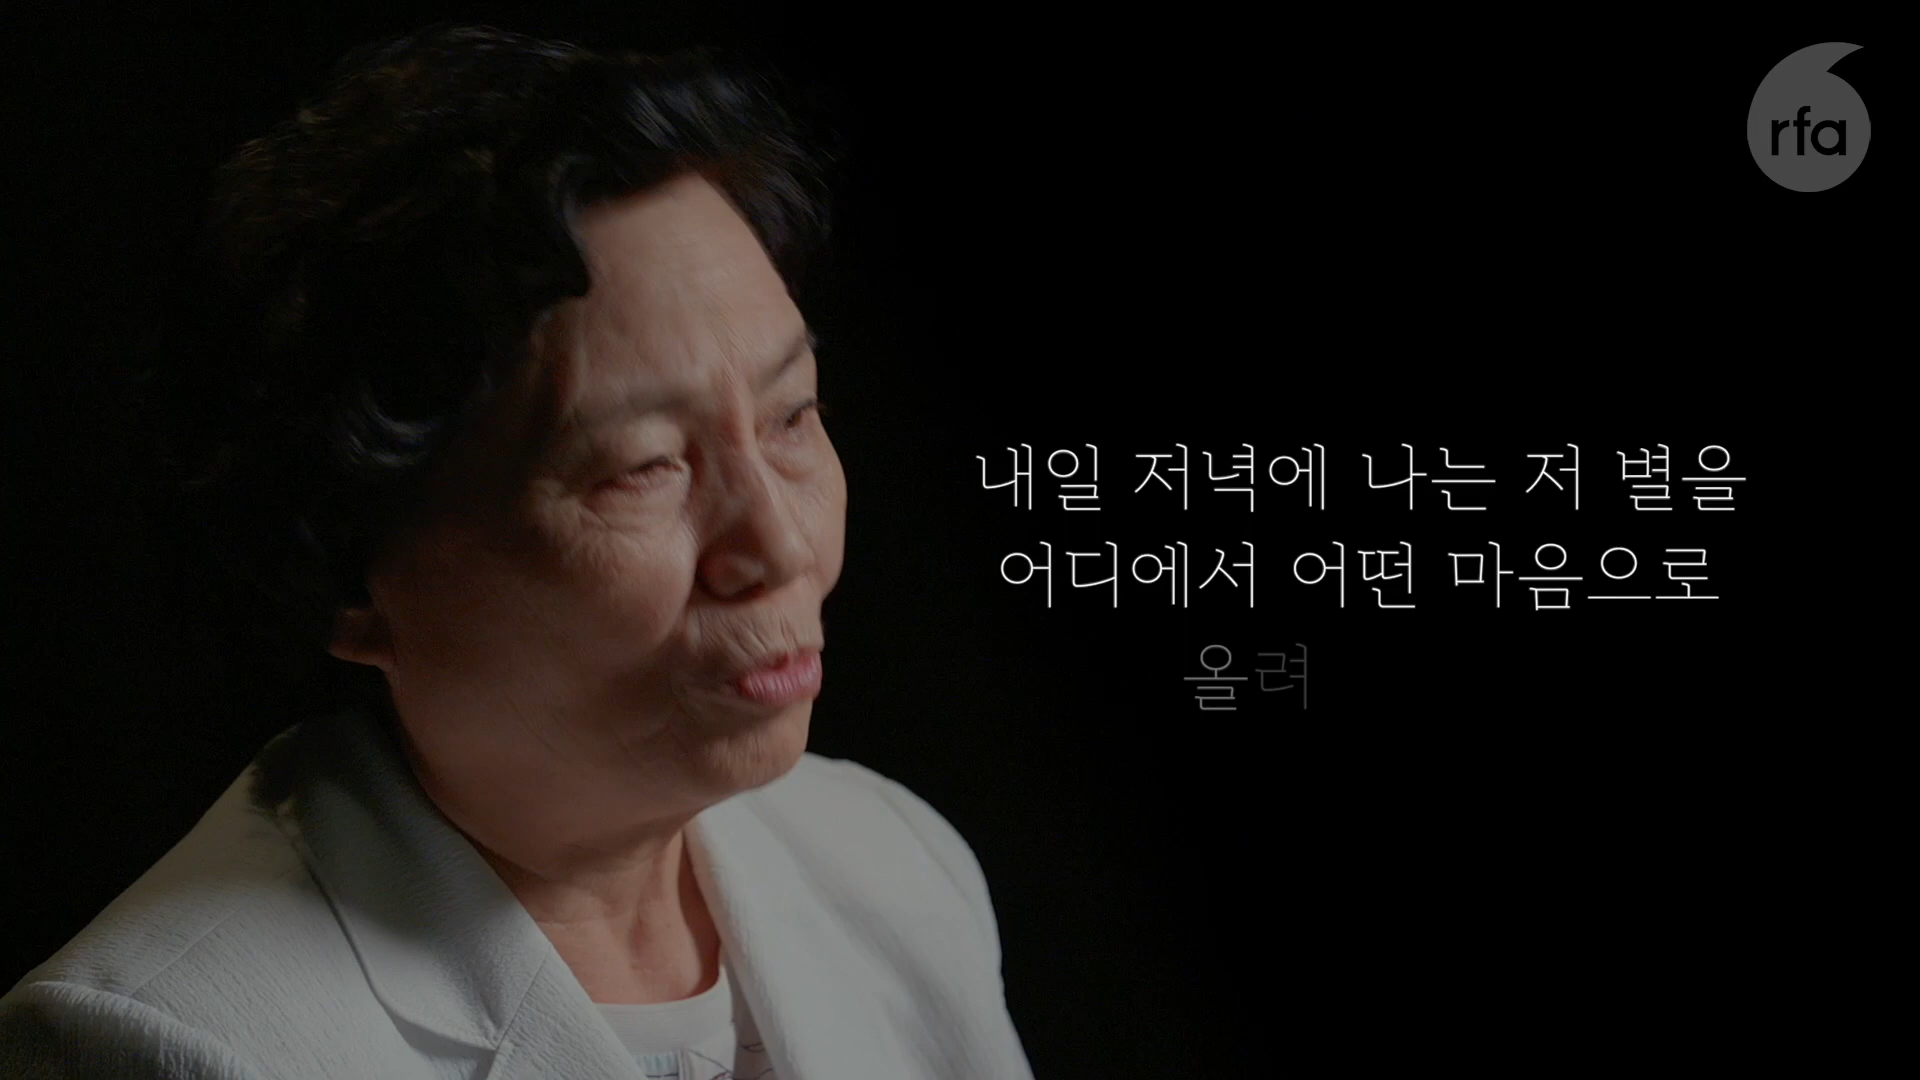 rfa
내일 저녁에 나는 저 별을
어디에서 어떤 마음으로
올려